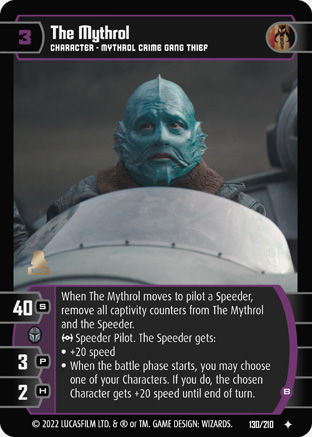 3
The Mythrol
CHARACTER - MYTHROL CRIME GANG THIEF
40 S
3 P
2 H
When The Mythrol moves to pilot a Speeder,
remove all captivity counters from The Mythrol
and the Speeder.
Speeder Pilot. The Speeder gets:
• +20 speed
• When the battle phase starts, you may choose
one of your Characters. If you do, the chosen
Character gets +20 speed until end of turn.
B
© 2022 LUCASFILM LTD. & ® or TM. GAME DESIGN: WIZARDS.
130/210